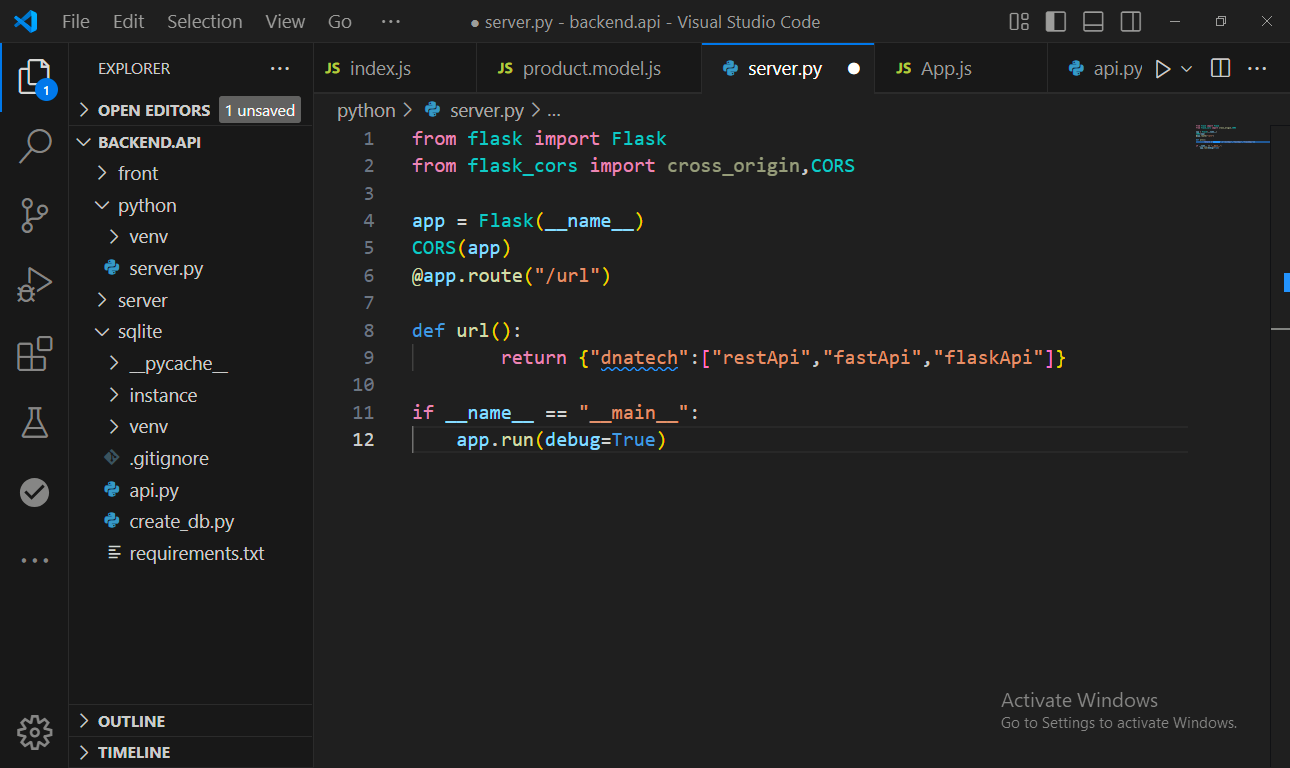 File Edit Selection View Go ··· ● server.py - backend.api - Visual Studio Code
1
EXPLORER ···
OPEN EDITORS 1 unsaved
BACKEND.API
front
python
venv
server.py
server
sqlite
__pycache__
instance
venv
.gitignore
api.py
create_db.py
requirements.txt
OUTLINE
TIMELINE
JS index.js JS product.model.js server.py ● JS App.js api.py ···
python > server.py > ...
1 from flask import Flask
2 from flask_cors import cross_origin,CORS
3
4 app = Flask(__name__)
5 CORS(app)
6 @app.route("/url")
7
8 def url():
9         return {"dnatech":["restApi","fastApi","flaskApi"]}
10
11 if __name__ == "__main__":
12     app.run(debug=True)
Activate Windows
Go to Settings to activate Windows.